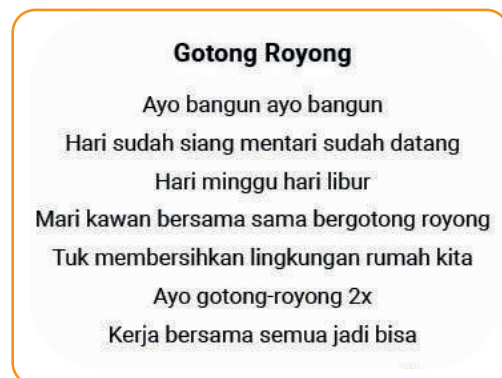 Gotong Royong
Ayo bangun ayo bangun
Hari sudah siang mentari sudah datang
Hari minggu hari libur
Mari kawan bersama sama bergotong royong
Tuk membersihkan lingkungan rumah kita
Ayo gotong-royong 2x
Kerja bersama semua jadi bisa